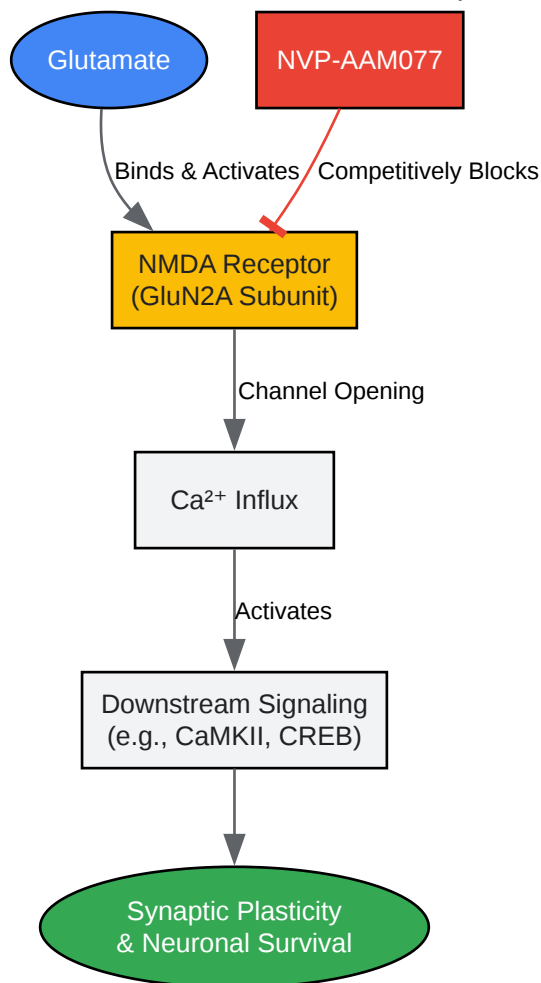 Glutamate
NVP-AAM077
Binds & Activates
Competitively Blocks
NMDA Receptor
(GluN2A Subunit)
Channel Opening
Ca²⁺ Influx
Activates
Downstream Signaling
(e.g., CaMKII, CREB)
Synaptic Plasticity
& Neuronal Survival